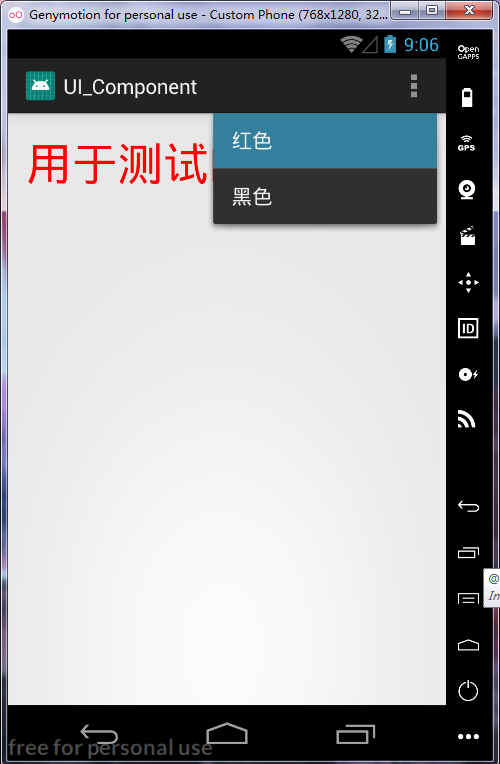 Genymotion for personal use - Custom Phone (768x1280, 32...
9:06
UI_Component
用于测试
红色
黑色
Open
GAPPS
GPS
ID
@
In
free for personal use